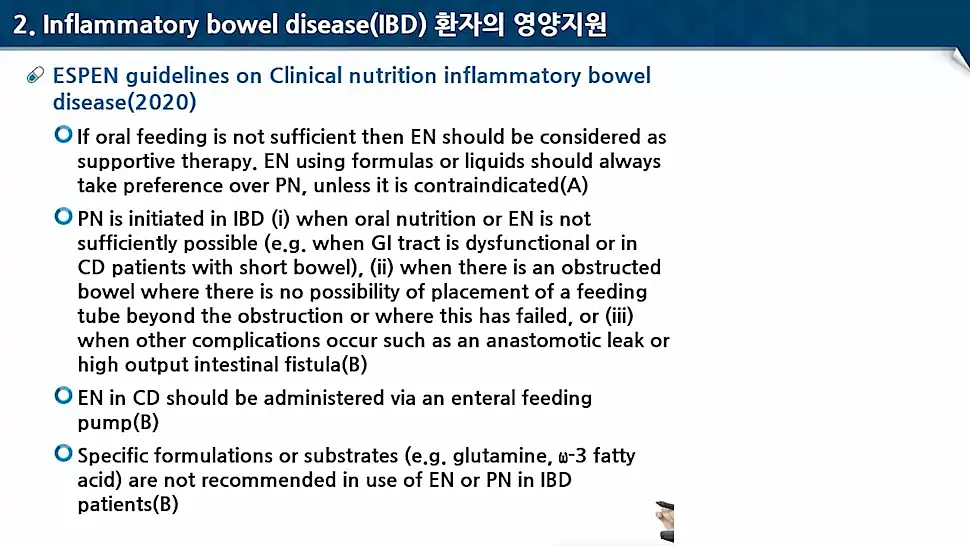 2. Inflammatory bowel disease(IBD) 환자의 영양지원
ESPEN guidelines on Clinical nutrition inflammatory bowel
disease(2020)
If oral feeding is not sufficient then EN should be considered as
supportive therapy. EN using formulas or liquids should always
take preference over PN, unless it is contraindicated(A)
PN is initiated in IBD (i) when oral nutrition or EN is not
sufficiently possible (e.g. when GI tract is dysfunctional or in
CD patients with short bowel), (ii) when there is an obstructed
bowel where there is no possibility of placement of a feeding
tube beyond the obstruction or where this has failed, or (iii)
when other complications occur such as an anastomotic leak or
high output intestinal fistula(B)
EN in CD should be administered via an enteral feeding
pump(B)
Specific formulations or substrates (e.g. glutamine, ω-3 fatty
acid) are not recommended in use of EN or PN in IBD
patients(B)